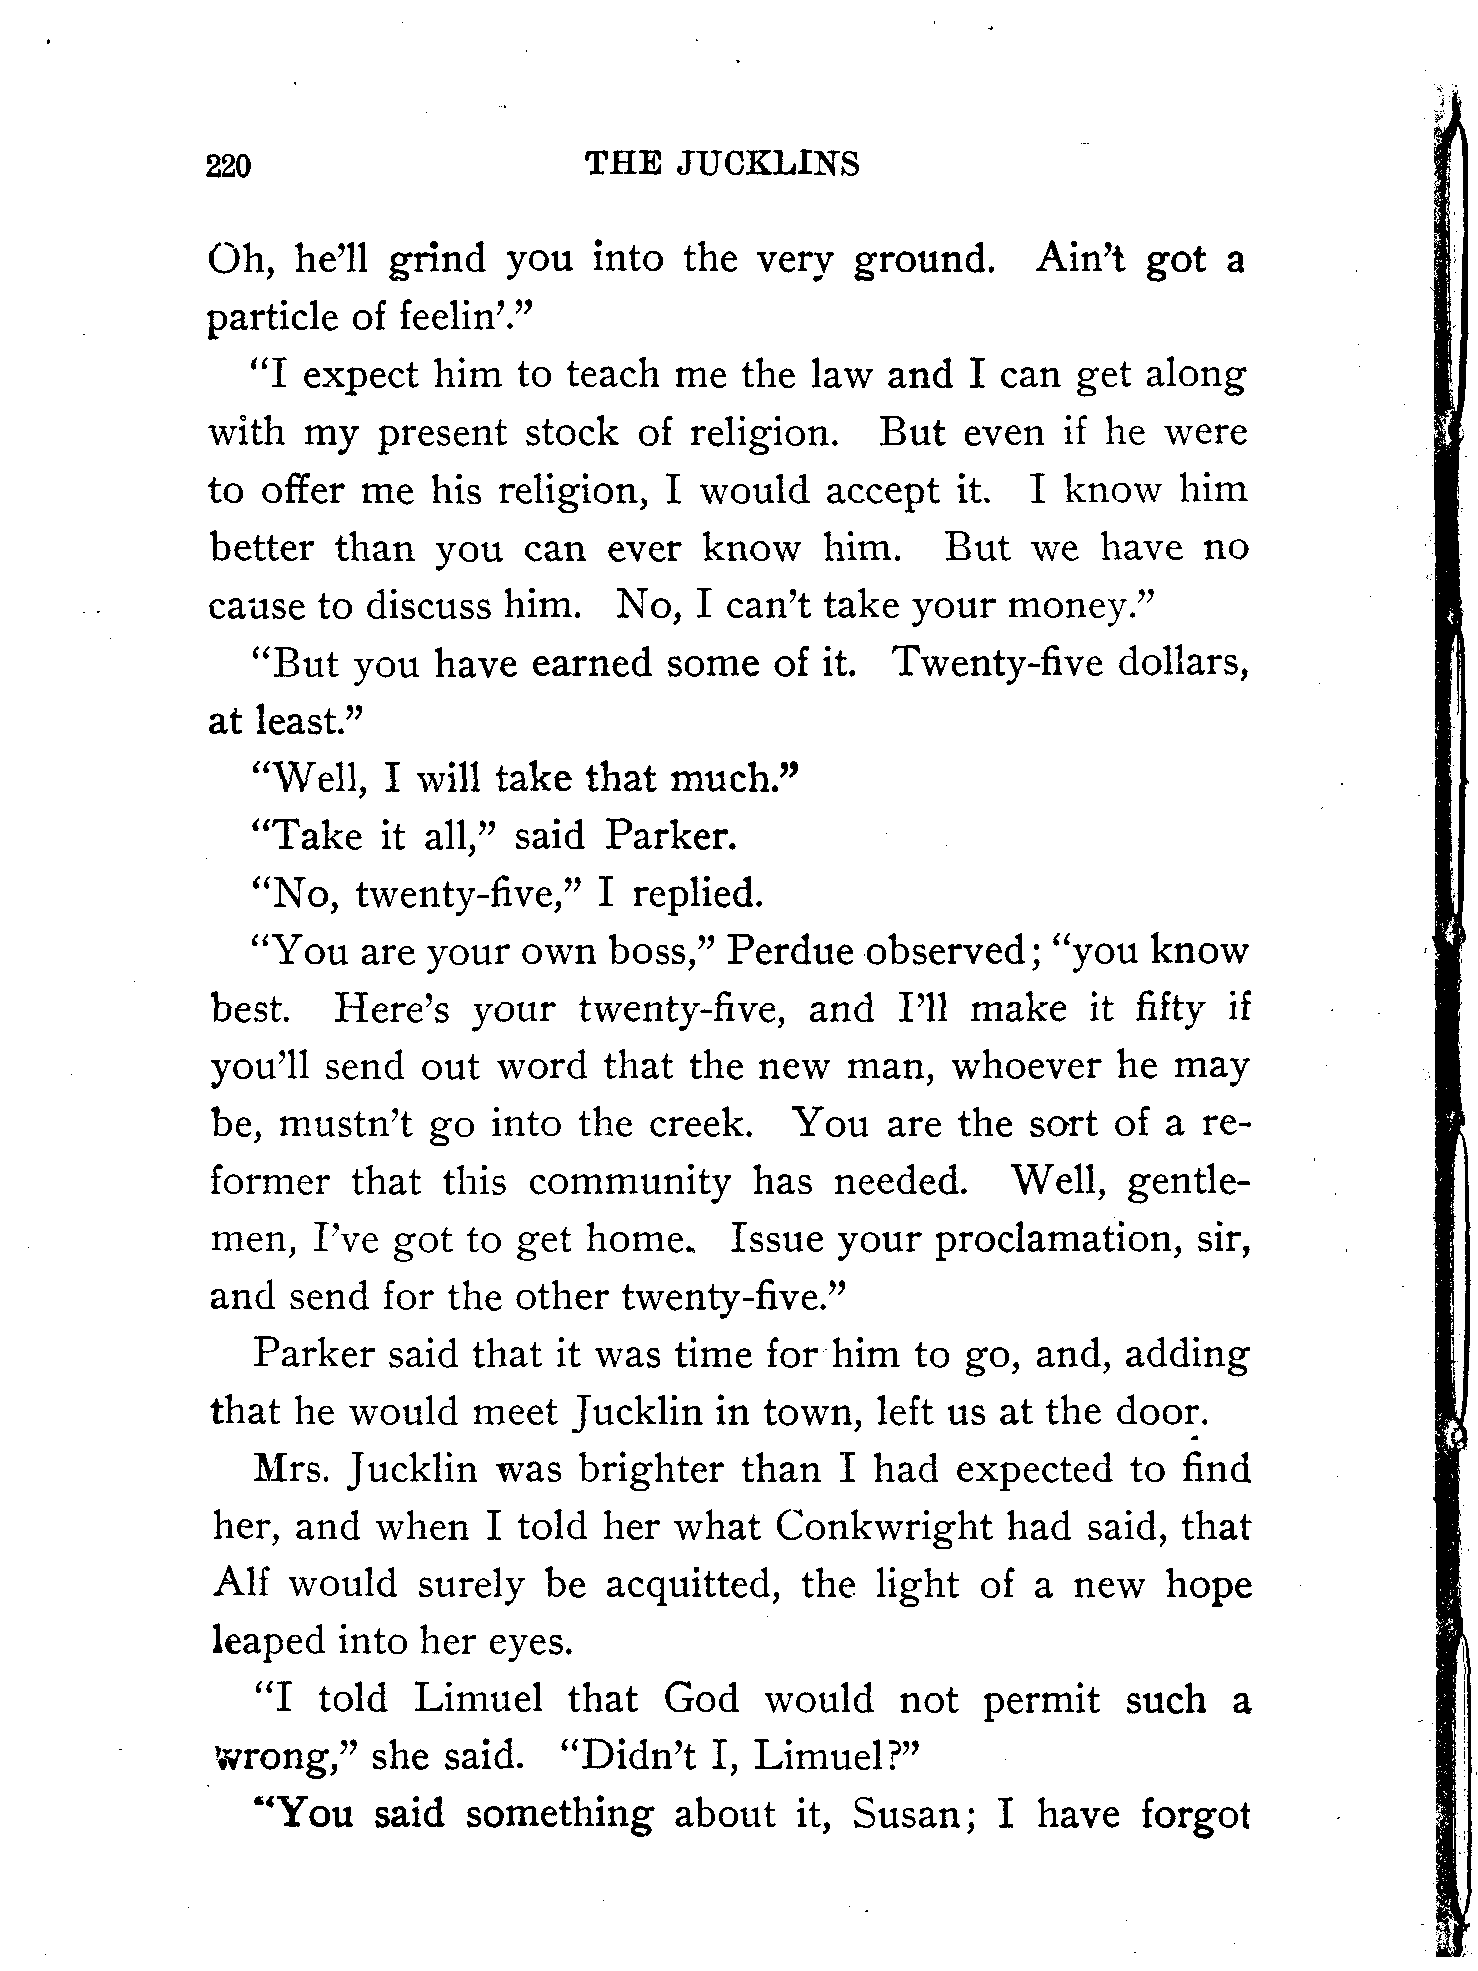 220 THE JUCKLINS
Oh, he'll grind you into the very ground. Ain't got a
particle of feelin'."
"I expect him to teach me the law and I can get along
with my present stock of religion. But even if he were
to offer me his religion, I would accept it. I know him
better than you can ever know him. But we have no
cause to discuss him. No, I can't take your money."
"But you have earned some of it. Twenty-five dollars,
at least."
"Well, I will take that much."
"Take it all," said Parker.
"No, twenty-five," I replied.
"You are your own boss," Perdue observed; "you know
best. Here's your twenty-five, and I'll make it fifty if
you'll send out word that the new man, whoever he may
be, mustn't go into the creek. You are the sort of a re-
former that this community has needed. Well, gentle-
men, I've got to get home. Issue your proclamation, sir,
and send for the other twenty-five."
Parker said that it was time for him to go, and, adding
that he would meet Jucklin in town, left us at the door.
Mrs. Jucklin was brighter than I had expected to find
her, and when I told her what Conkwright had said, that
Alf would surely be acquitted, the light of a new hope
leaped into her eyes.
"I told Limuel that God would not permit such a
wrong," she said. "Didn't I, Limuel?"
"You said something about it, Susan; I have forgot